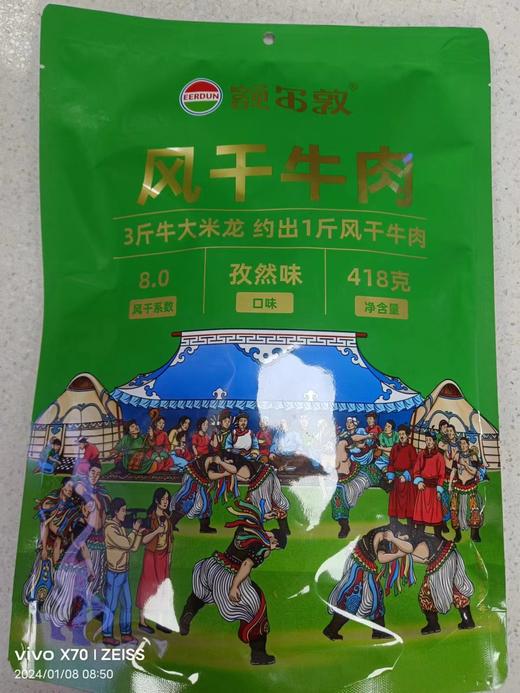 EERDUN 额尔敦®
风干牛肉
3斤牛大米龙 约出1斤风干牛肉
8.0 孜然味 418克
风干系数 口味 净含量
vivo X70 | ZEISS
2024/01/08 08:50